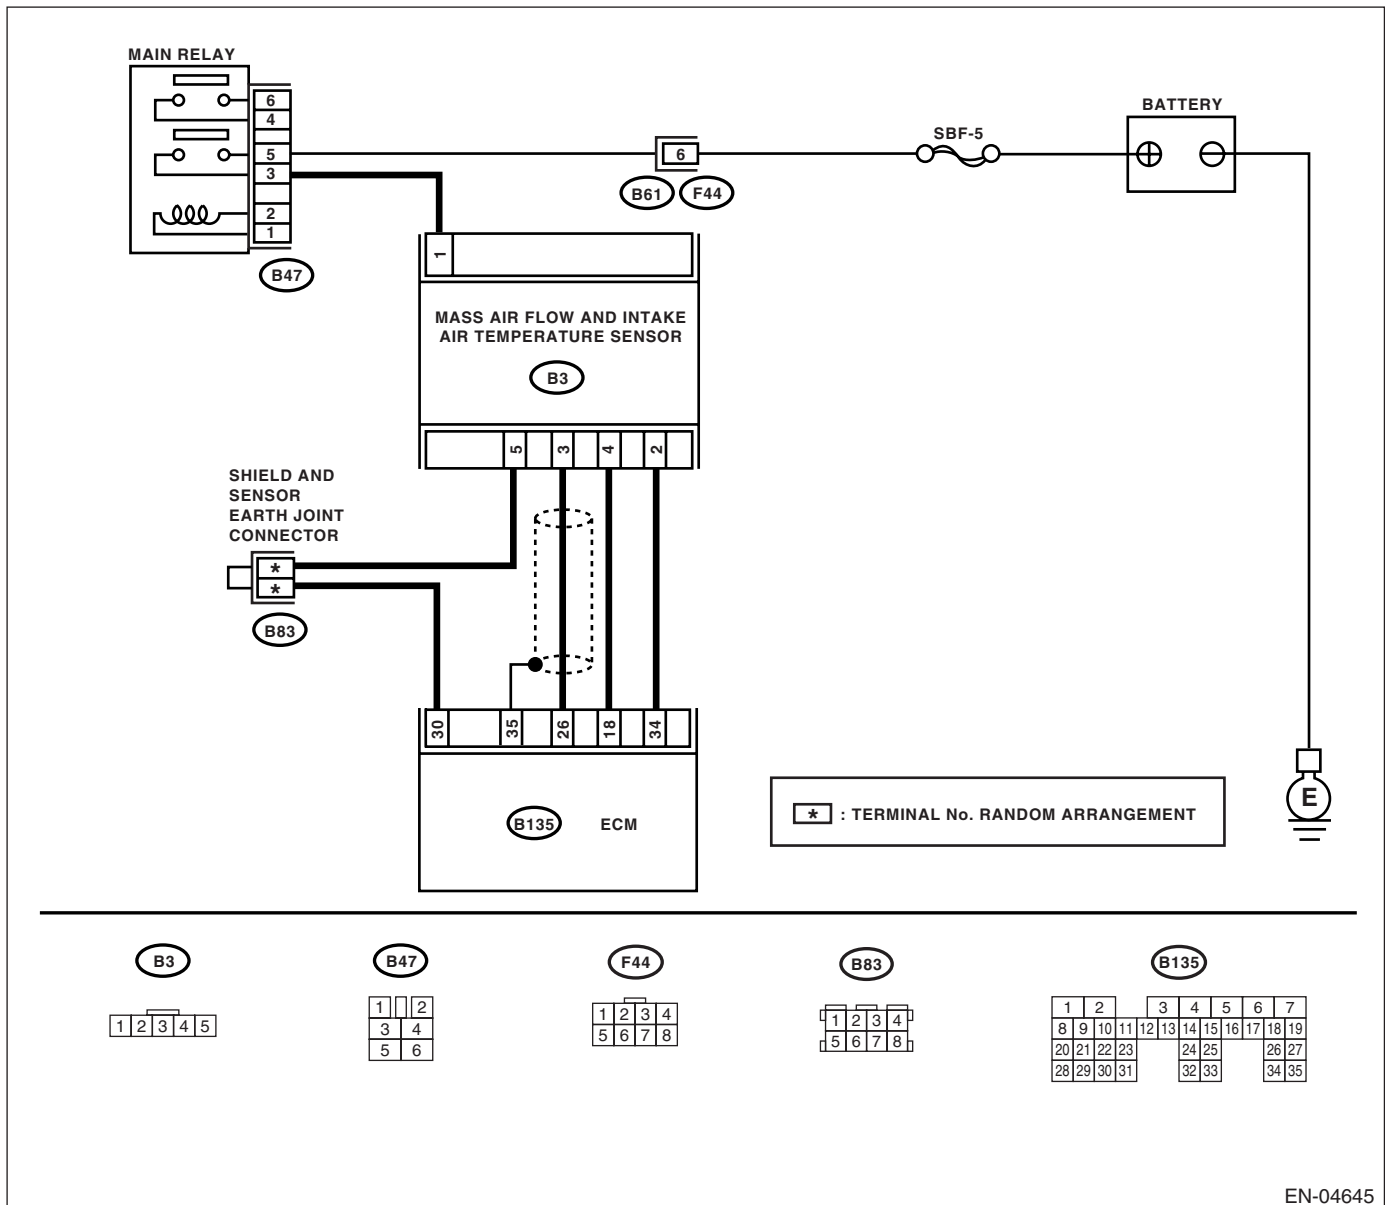 MAIN RELAY
6
4
5
3
2
1
B47
6
B61 F44
SBF-5
BATTERY
1
MASS AIR FLOW AND INTAKE
AIR TEMPERATURE SENSOR
B3
5 3 4 2
SHIELD AND
SENSOR
EARTH JOINT
CONNECTOR
*
*
B83
30 35 26 18 34
B135 ECM
* : TERMINAL No. RANDOM ARRANGEMENT
E
B3
1 2 3 4 5
B47
1 2
3 4
5 6
F44
1 2 3 4
5 6 7 8
B83
1 2 3 4
5 6 7 8
B135
1 2 3 4 5 6 7
8 9 10 11 12 13 14 15 16 17 18 19
20 21 22 23 24 25 26 27
28 29 30 31 32 33 34 35
EN-04645